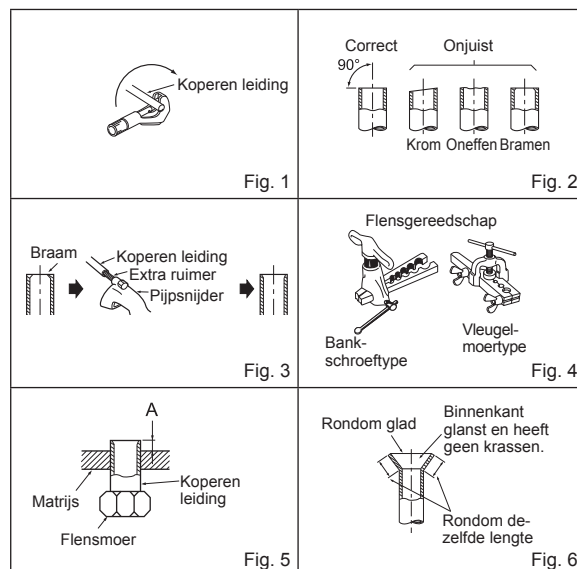 Koperen leiding
Fig. 1
Correct
Onjuist
90°
Krom
Oneffen
Bramen
Fig. 2
Braam
Koperen leiding
Extra ruimer
Pijpsnijder
Fig. 3
Flensgereedschap
Bank-
schroeftype
Vleugel-
moertype
Fig. 4
A
Matrijs
Koperen
leiding
Flensmoer
Fig. 5
Rondom glad
Binnenkant
glanst en heeft
geen krassen.
Rondom de-
zelfde lengte
Fig. 6